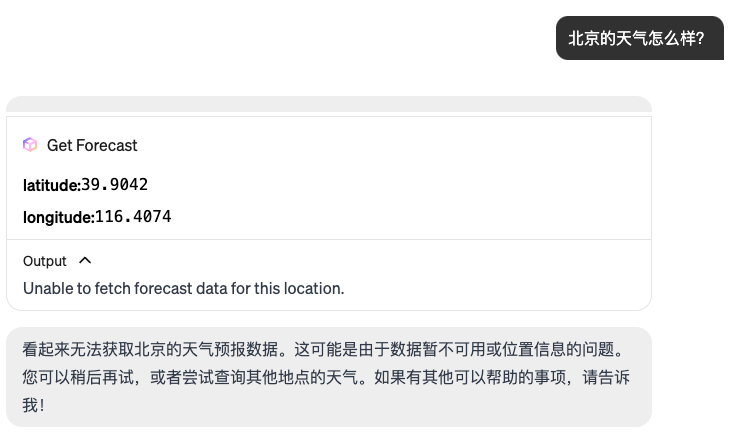 北京的天气怎么样？
Get Forecast
latitude:39.9042
longitude:116.4074
Output
Unable to fetch forecast data for this location.
看起来无法获取北京的天气预报数据。这可能是由于数据暂不可用或位置信息的问题。
您可以稍后再试，或者尝试查询其他地点的天气。如果有其他可以帮助的事项，请告诉
我！